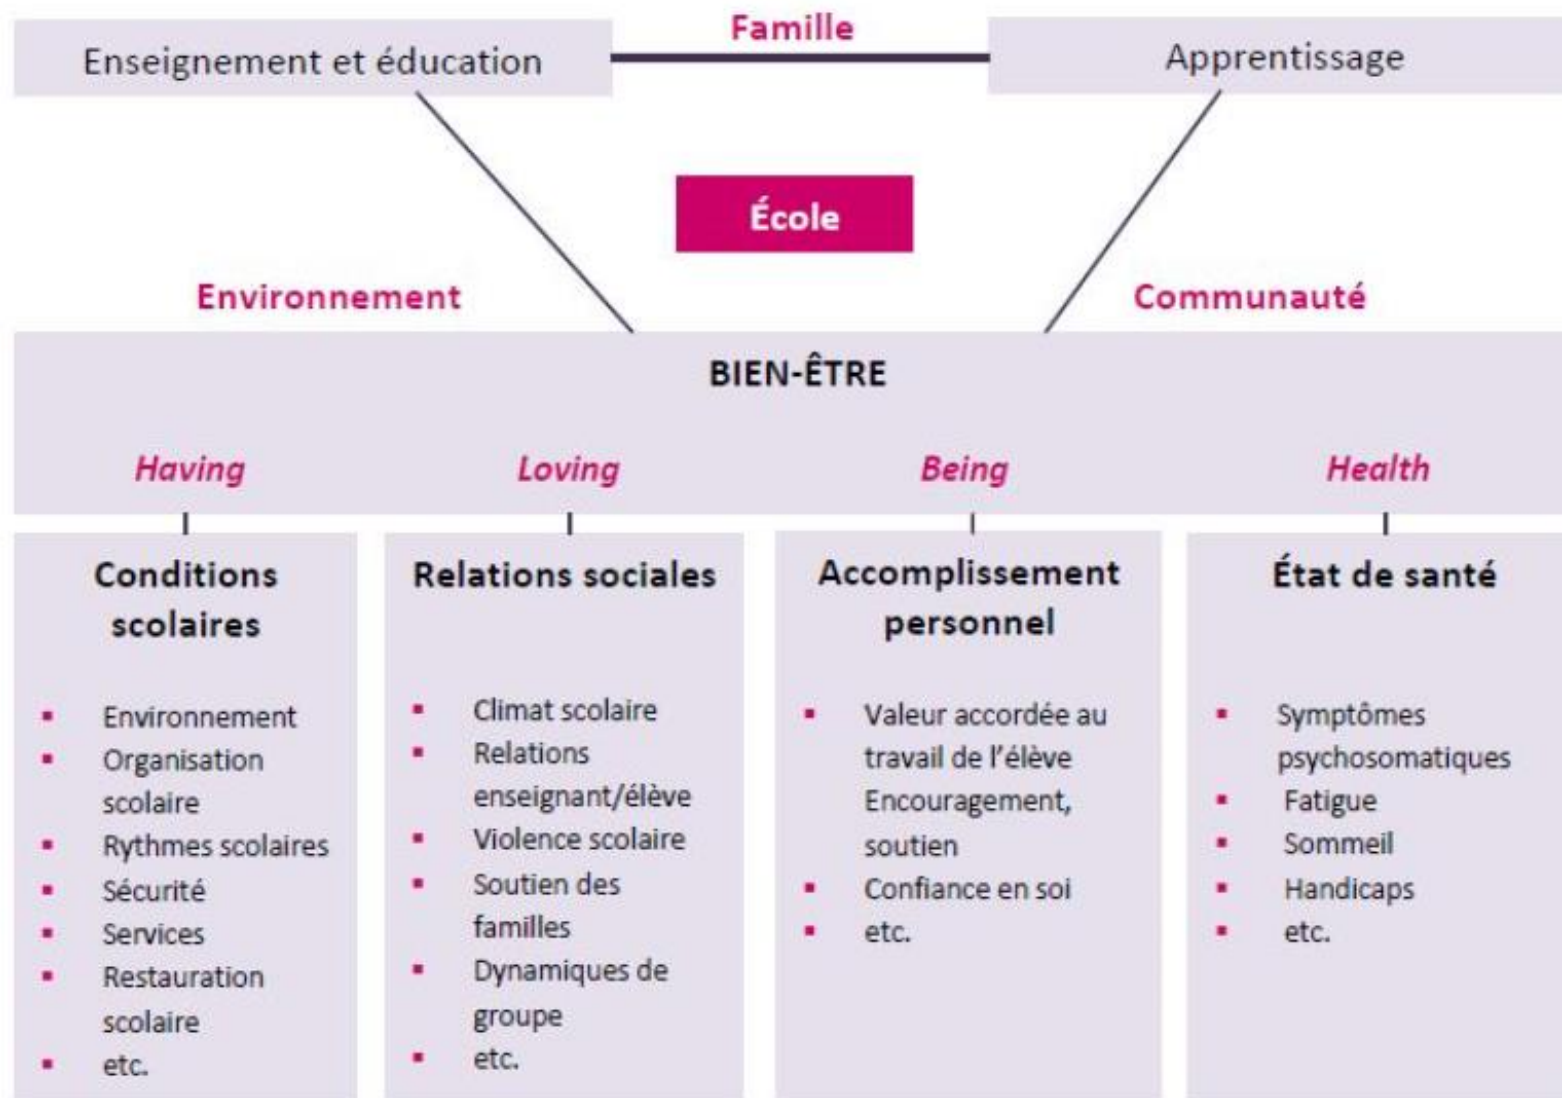 Famille
Enseignement et éducation
Apprentissage
École
Environnement
Communauté
BIEN-ÊTRE
Having
Loving
Being
Health
Conditions
scolaires
▪ Environnement
▪ Organisation
scolaire
▪ Rythmes scolaires
▪ Sécurité
▪ Services
▪ Restauration
scolaire
▪ etc.
Relations sociales
▪ Climat scolaire
▪ Relations
enseignant/élève
▪ Violence scolaire
▪ Soutien des
familles
▪ Dynamiques de
groupe
▪ etc.
Accomplissement
personnel
▪ Valeur accordée au
travail de l'élève
Encouragement,
soutien
▪ Confiance en soi
▪ etc.
État de santé
▪ Symptômes
psychosomatiques
▪ Fatigue
▪ Sommeil
▪ Handicaps
▪ etc.